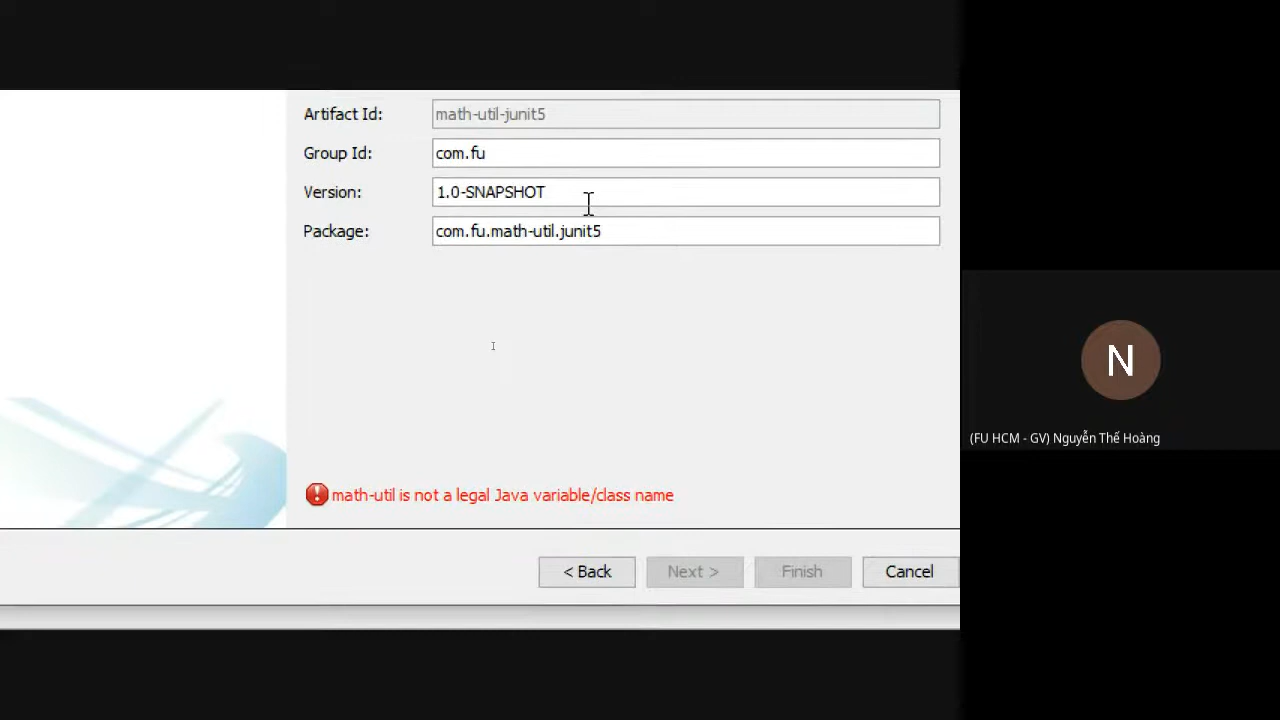 Artifact Id: math-util-junit5
Group Id: com.fu
Version: 1.0-SNAPSHOT
Package: com.fu.math-util.junit5
math-util is not a legal Java variable/class name
< Back Next > Finish Cancel
N
(FU HCM - GV) Nguyễn Thế Hoàng